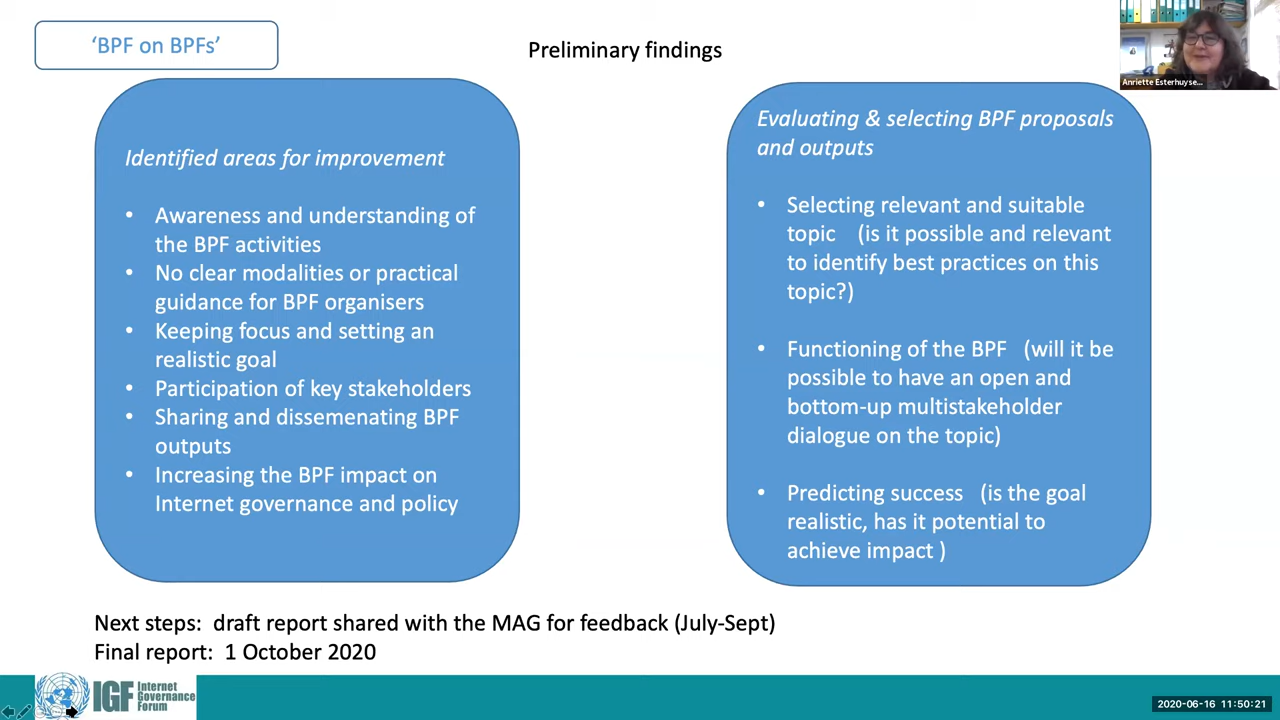 ‘BPF on BPFs’
Preliminary findings
Anriette Esterhuyse...
Identified areas for improvement
• Awareness and understanding of
the BPF activities
• No clear modalities or practical
guidance for BPF organisers
• Keeping focus and setting an
realistic goal
• Participation of key stakeholders
• Sharing and dissemenating BPF
outputs
• Increasing the BPF impact on
Internet governance and policy
Evaluating & selecting BPF proposals
and outputs
• Selecting relevant and suitable
topic (is it possible and relevant
to identify best practices on this
topic?)
• Functioning of the BPF (will it be
possible to have an open and
bottom-up multistakeholder
dialogue on the topic)
• Predicting success (is the goal
realistic, has it potential to
achieve impact )
Next steps: draft report shared with the MAG for feedback (July-Sept)
Final report: 1 October 2020
IGF Internet
Governance
Forum
2020-06-16 11:50:21